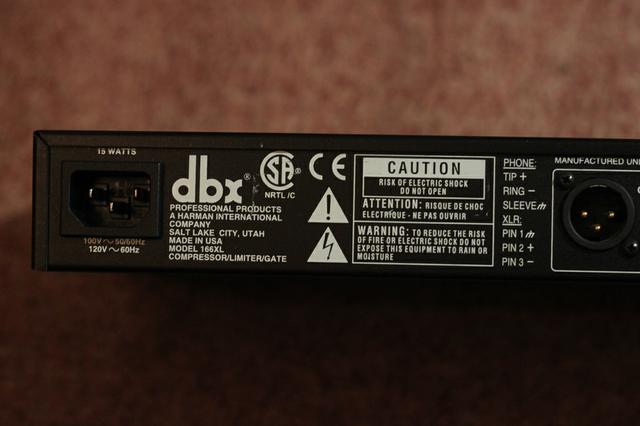 15 WATTS
100V ~ 50/60Hz
120V ~ 60Hz
dbx®
PROFESSIONAL PRODUCTS
A HARMAN INTERNATIONAL
COMPANY
SALT LAKE CITY, UTAH
MADE IN USA
MODEL 166XL
COMPRESSOR/LIMITER/GATE
SA®
NRTL /C
CE
CAUTION
RISK OF ELECTRIC SHOCK
DO NOT OPEN
ATTENTION: RISQUE DE CHOC
ELECTRIQUE - NE PAS OUVRIR
WARNING: TO REDUCE THE RISK
OF FIRE OR ELECTRIC SHOCK DO NOT
EXPOSE THIS EQUIPMENT TO RAIN OR
MOISTURE
PHONE:
TIP +
RING -
SLEEVE
XLR:
PIN 1
PIN 2 +
PIN 3 -
MANUFACTURED UN